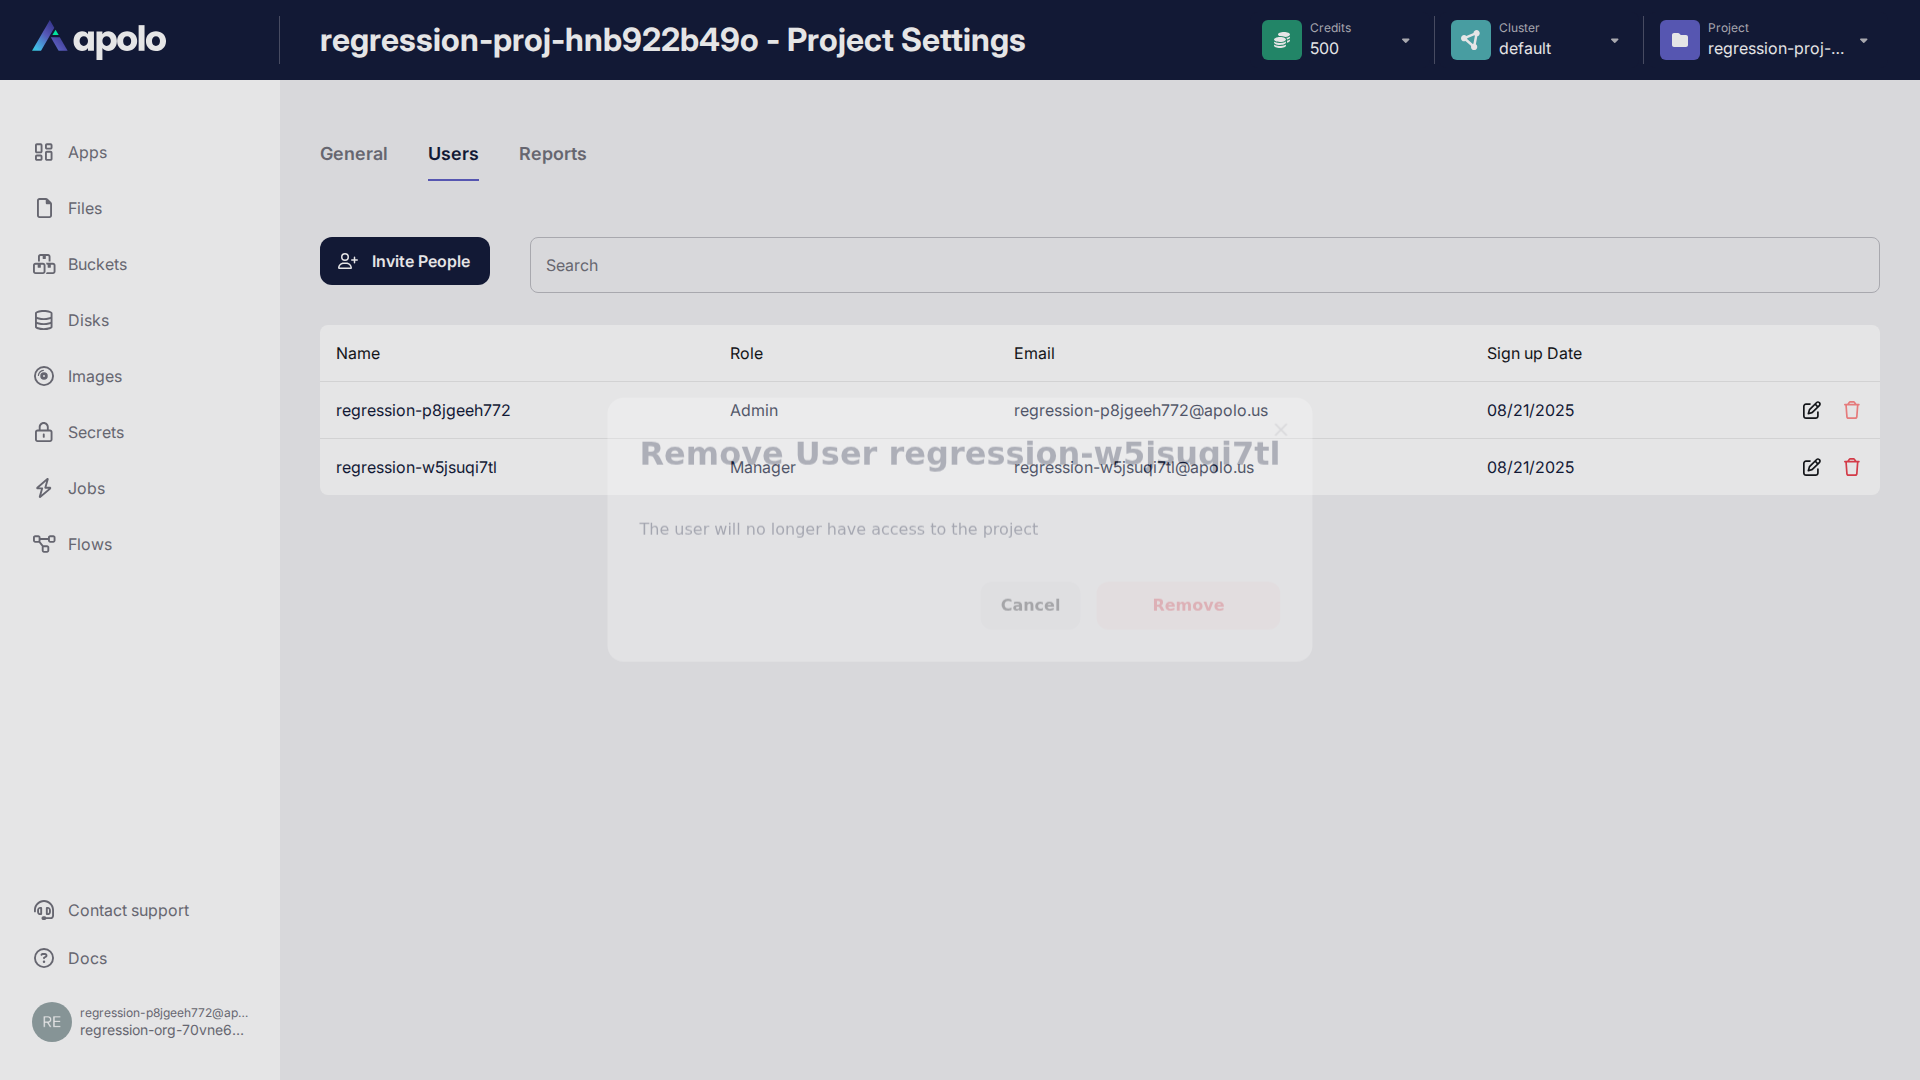 apolo
regression-proj-hnb922b49o - Project Settings
Credits
500
Cluster
default
Project
regression-proj-...
Apps
Files
Buckets
Disks
Images
Secrets
Jobs
Flows
Contact support
Docs
RE
regression-p8jgeeh772@ap...
regression-org-70vne6...
General
Users
Reports
Invite People
Search
Name
Role
Email
Sign up Date
regression-p8jgeeh772
Admin
regression-p8jgeeh772@apolo.us
08/21/2025
regression-w5jsuqi7tl
Manager
regression-w5jsuqi7tl@apolo.us
08/21/2025
Remove User regression-w5jsuqi7tl
The user will no longer have access to the project
Cancel
Remove